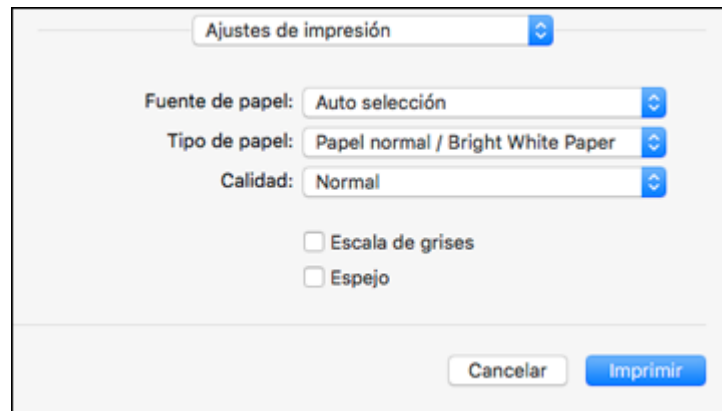 Ajustes de impresión
Fuente de papel: Auto selección
Tipo de papel: Papel normal / Bright White Paper
Calidad: Normal
Escala de grises
Espejo
Cancelar Imprimir